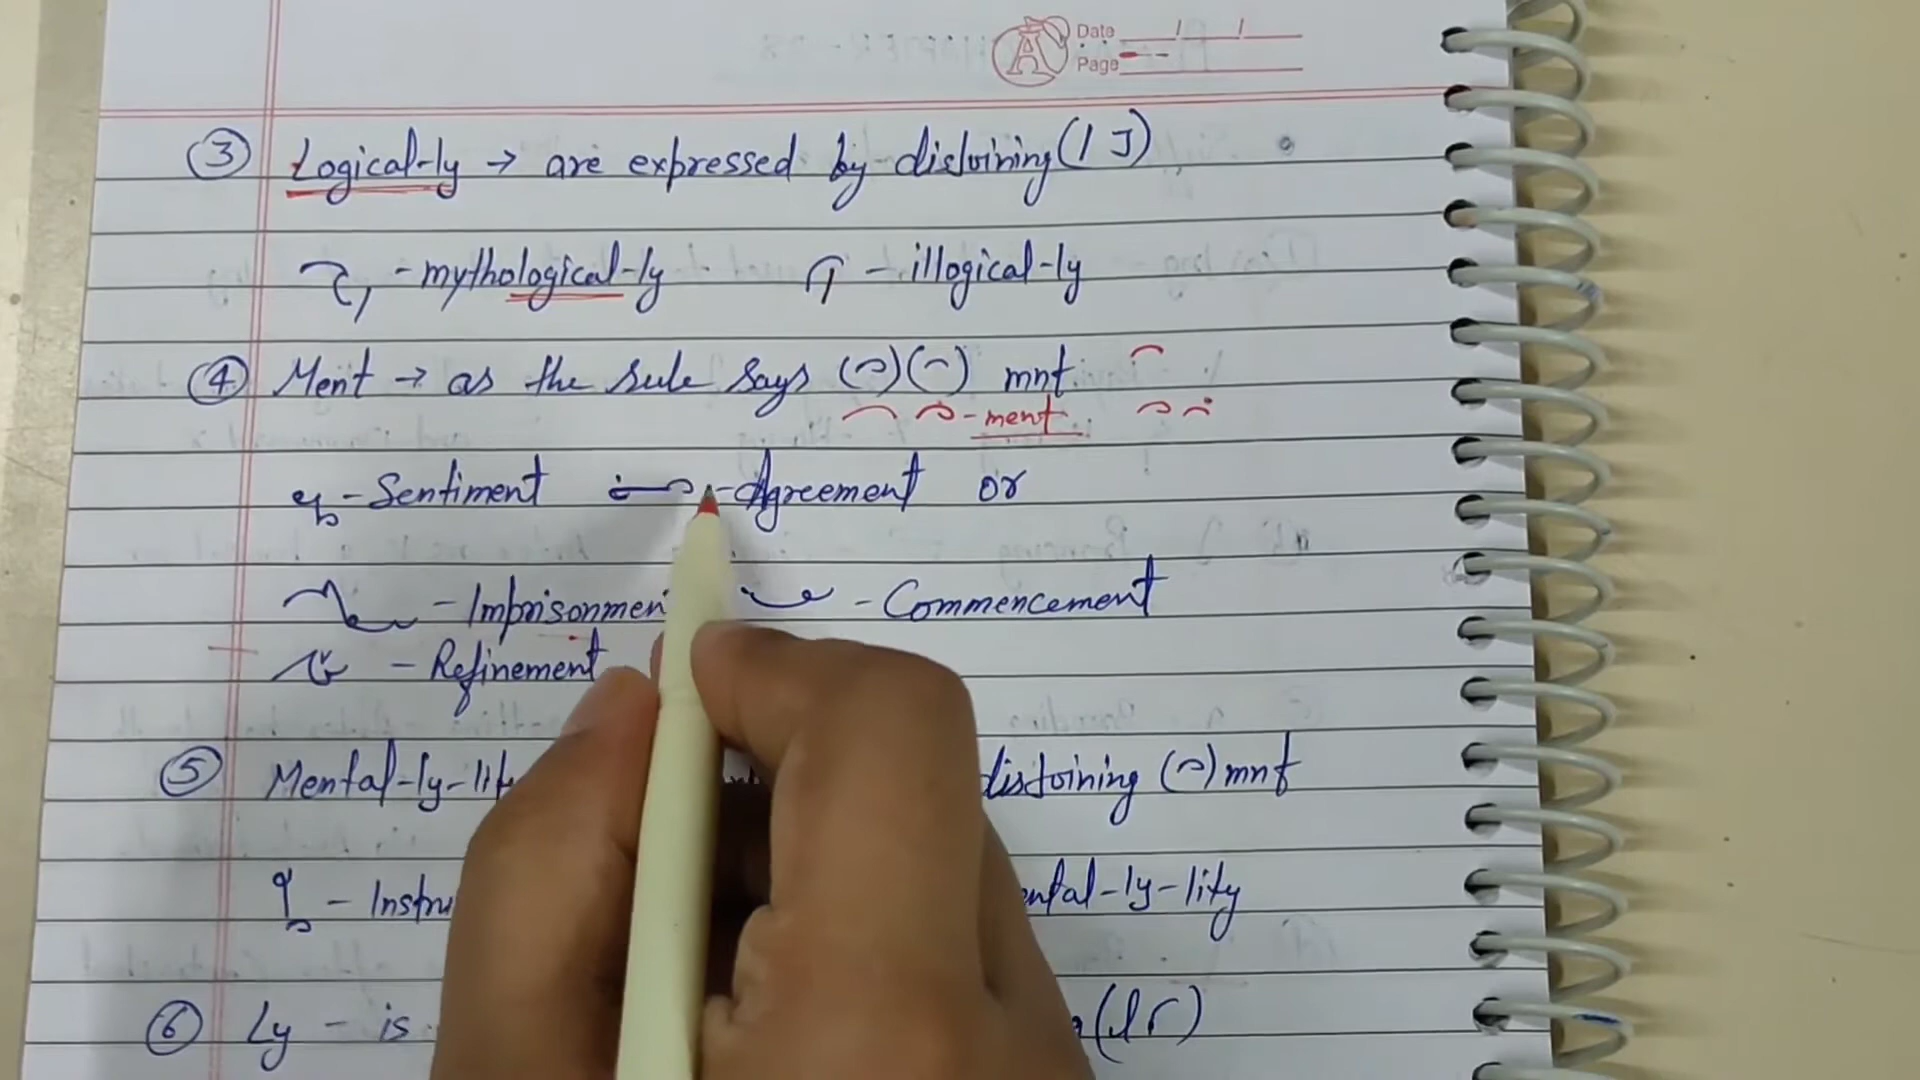 Date
Page
③ Logical-ly → are expressed by disjoining (/ J)
-mythological-ly - illogical-ly
④ Ment → as the rule says ( ) ( ) mnt
-ment
-Sentiment -Agreement or
-Imprisonmen - Commencement
- Refinement
⑤ Mental-ly-lity disjoining ( ) mnt
- Instru ental-ly-lity
⑥ Ly - is